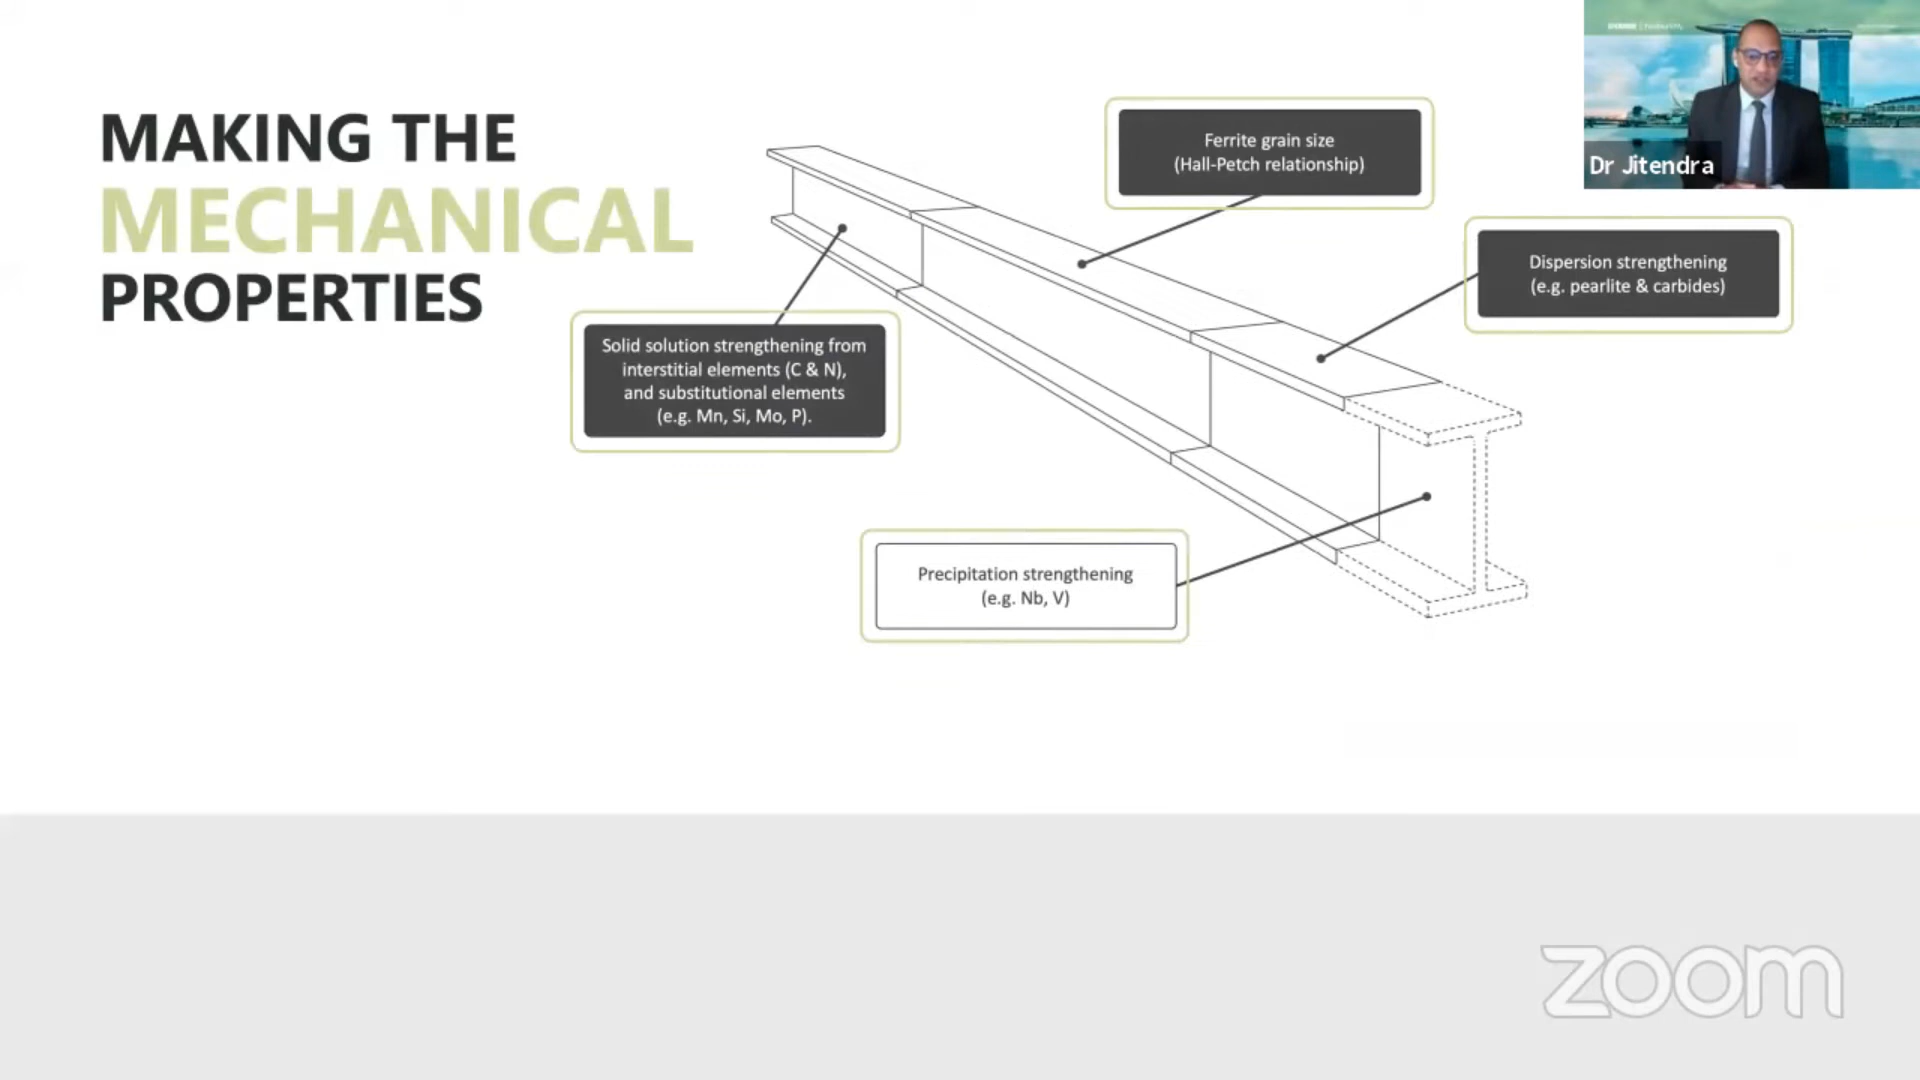 MAKING THE
MECHANICAL
PROPERTIES
Ferrite grain size
(Hall-Petch relationship)
Dr Jitendra
Dispersion strengthening
(e.g. pearlite & carbides)
Solid solution strengthening from
interstitial elements (C & N),
and substitutional elements
(e.g. Mn, Si, Mo, P).
Precipitation strengthening
(e.g. Nb, V)
zoom